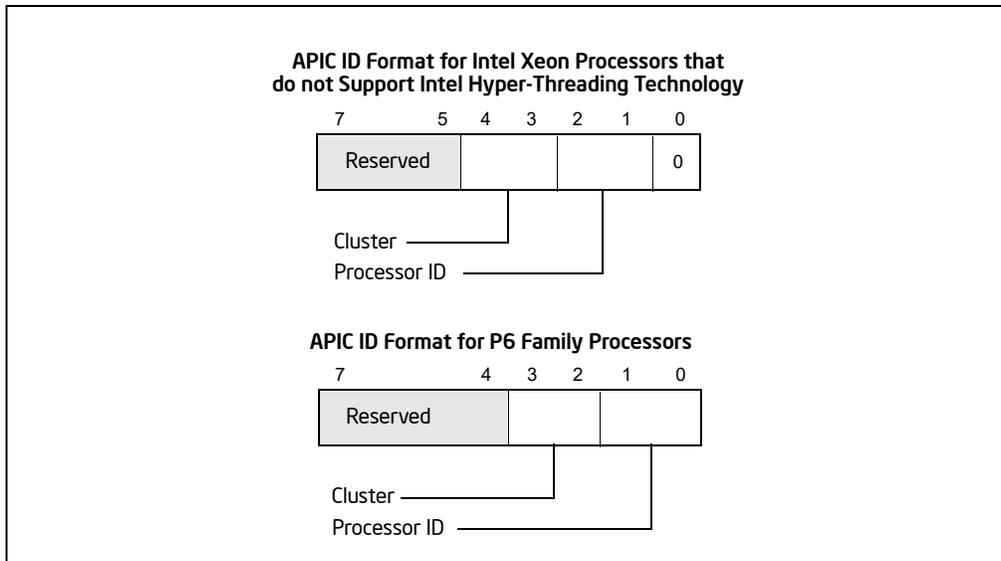 APIC ID Format for Intel Xeon Processors that
do not Support Intel Hyper-Threading Technology
7 5 4 3 2 1 0
Reserved 0
Cluster
Processor ID
APIC ID Format for P6 Family Processors
7 4 3 2 1 0
Reserved
Cluster
Processor ID